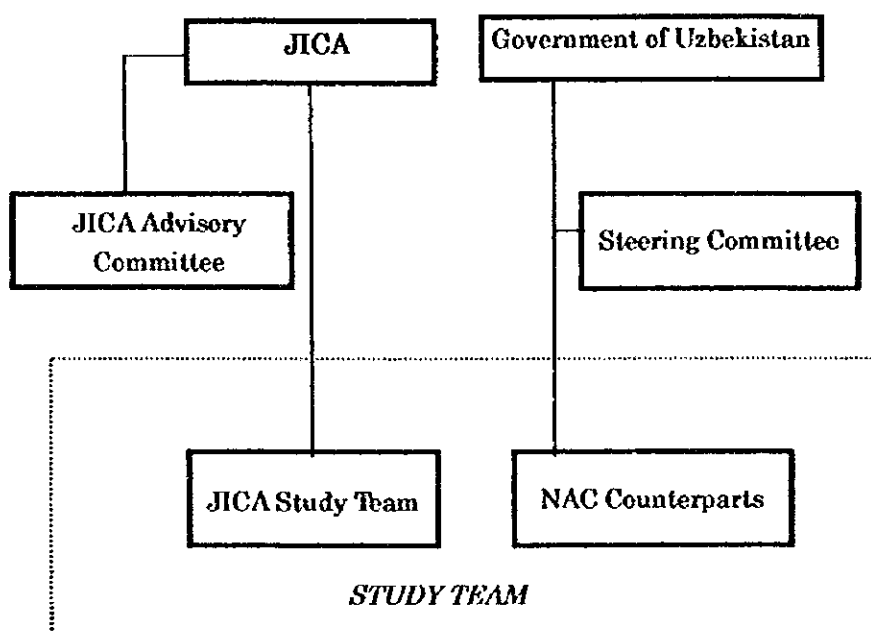 JICA
Government of Uzbekistan
JICA Advisory
Committee
Steering Committee
JICA Study Team
NAC Counterparts
STUDY TEAM